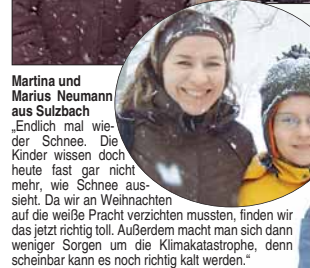 Martina und
Marius Neumann
aus Sulzbach
„Endlich mal wie-
der Schnee. Die
Kinder wissen doch
heute fast gar nicht
mehr, wie Schnee aus-
sieht. Da wir an Weihnachten
auf die weiße Pracht verzichten mussten, finden wir
das jetzt richtig toll. Außerdem macht man sich dann
weniger Sorgen um die Klimakatastrophe, denn
scheinbar kann es noch richtig kalt werden.“